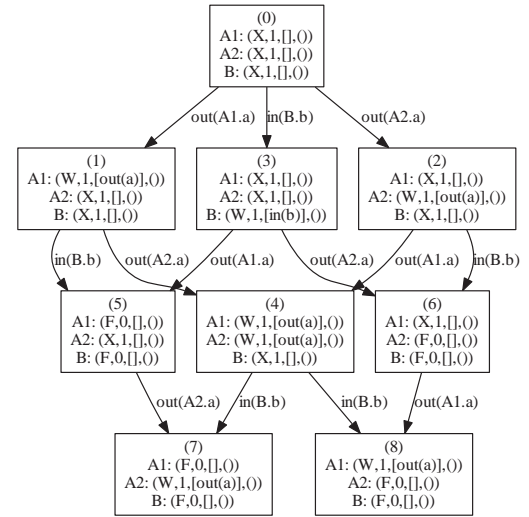 (0)
A1: (X,1,[],())
A2: (X,1,[],())
B: (X,1,[],())
out(A1.a)
in(B.b)
out(A2.a)
(1)
A1: (W,1,[out(a)],())
A2: (X,1,[],())
B: (X,1,[],())
(3)
A1: (X,1,[],())
A2: (X,1,[],())
B: (W,1,[in(b)],())
(2)
A1: (X,1,[],())
A2: (W,1,[out(a)],())
B: (X,1,[],())
in(B.b)
out(A2.a)
out(A1.a)
out(A2.a)
out(A1.a)
in(B.b)
(5)
A1: (F,0,[],())
A2: (X,1,[],())
B: (F,0,[],())
(4)
A1: (W,1,[out(a)],())
A2: (W,1,[out(a)],())
B: (X,1,[],())
(6)
A1: (X,1,[],())
A2: (F,0,[],())
B: (F,0,[],())
out(A2.a)
in(B.b)
in(B.b)
out(A1.a)
(7)
A1: (F,0,[],())
A2: (W,1,[out(a)],())
B: (F,0,[],())
(8)
A1: (W,1,[out(a)],())
A2: (F,0,[],())
B: (F,0,[],())